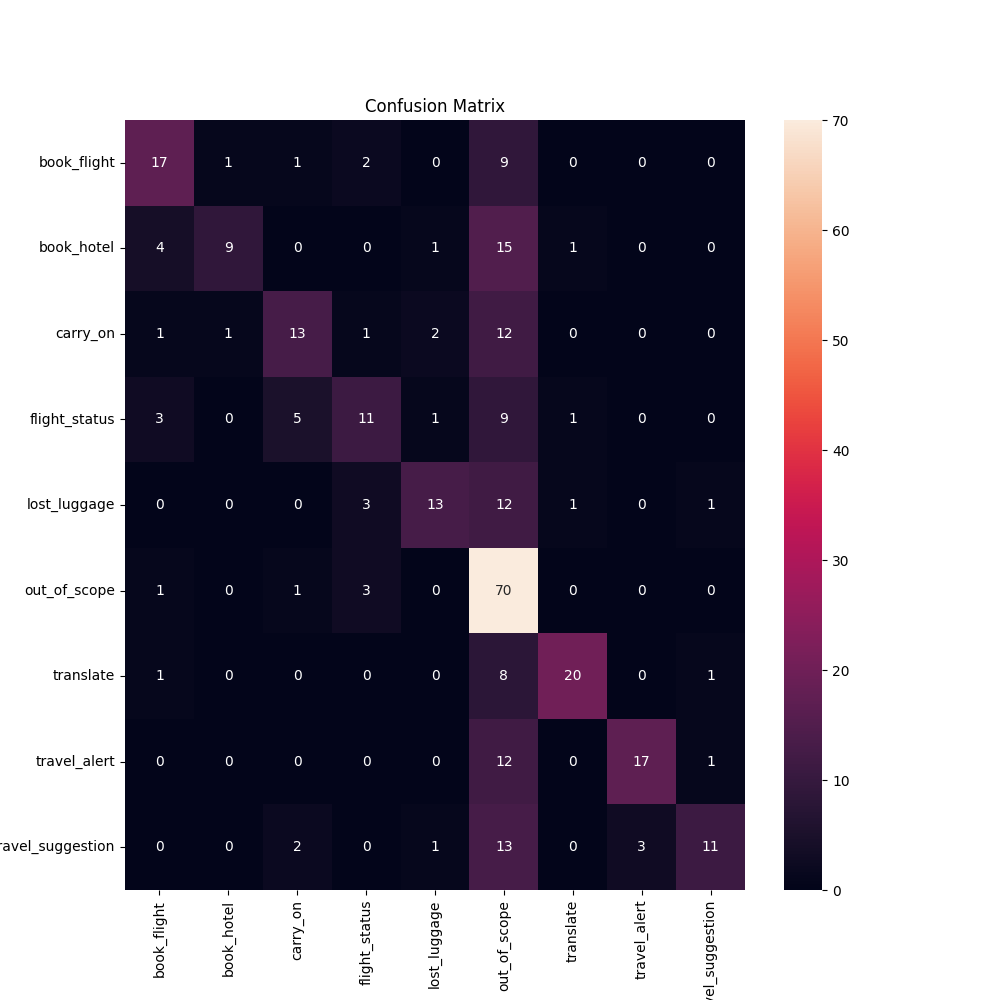 Confusion Matrix
book_flight 17 1 1 2 0 9 0 0 0
book_hotel 4 9 0 0 1 15 1 0 0
carry_on 1 1 13 1 2 12 0 0 0
flight_status 3 0 5 11 1 9 1 0 0
lost_luggage 0 0 0 3 13 12 1 0 1
out_of_scope 1 0 1 3 0 70 0 0 0
translate 1 0 0 0 0 8 20 0 1
travel_alert 0 0 0 0 0 12 0 17 1
ravel_suggestion 0 0 2 0 1 13 0 3 11
book_flight
book_hotel
carry_on
flight_status
lost_luggage
out_of_scope
translate
travel_alert
vel_suggestion
70
60
50
40
30
20
10
0